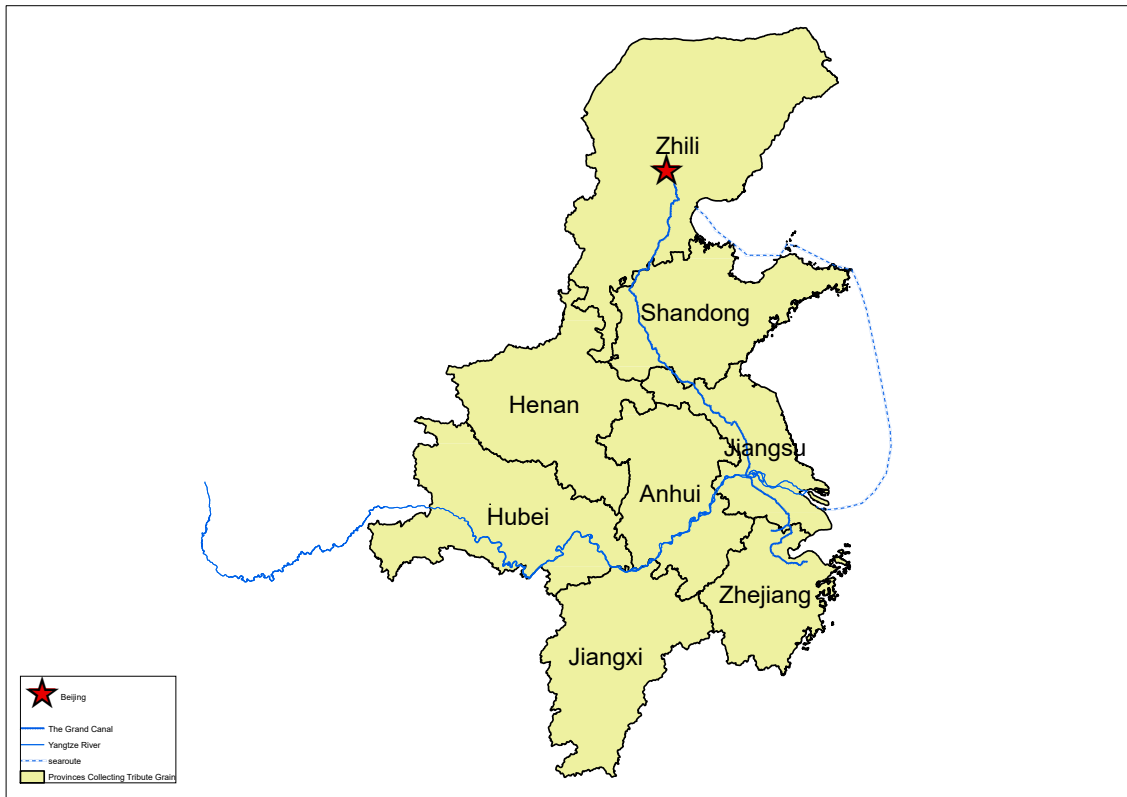 Zhili
Shandong
Henan
Jiangsu
Anhui
Hubei
Zhejiang
Jiangxi
Beijing
The Grand Canal
Yangtze River
searoute
Provinces Collecting Tribute Grain